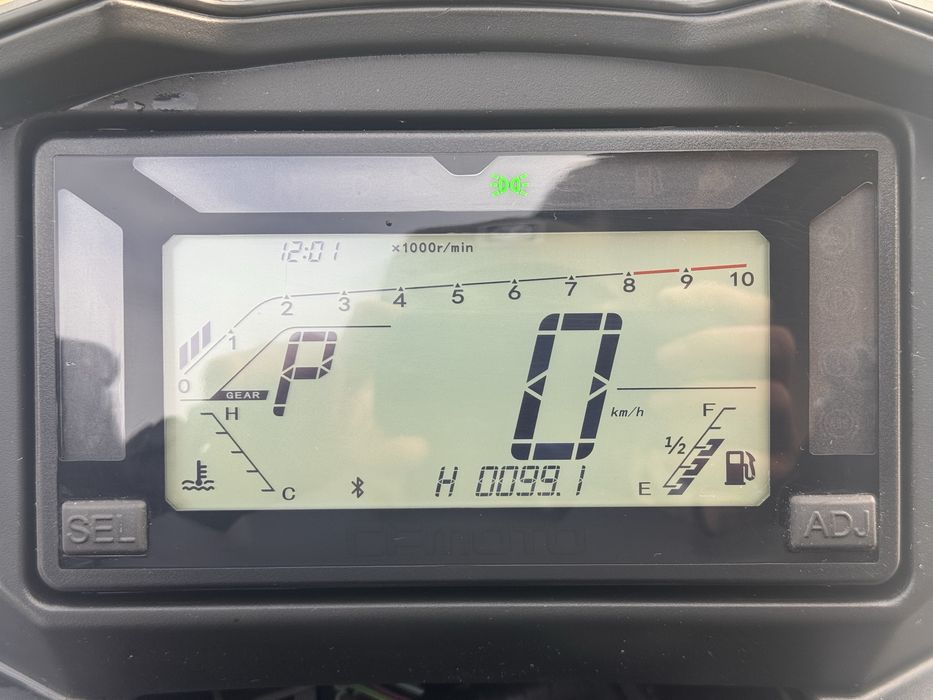 12:01 ×1000r/min
0 1 2 3 4 5 6 7 8 9 10
P 0
GEAR
km/h
H F
1/2
C H 0099.1 E
SEL ADJ
CFMOTO